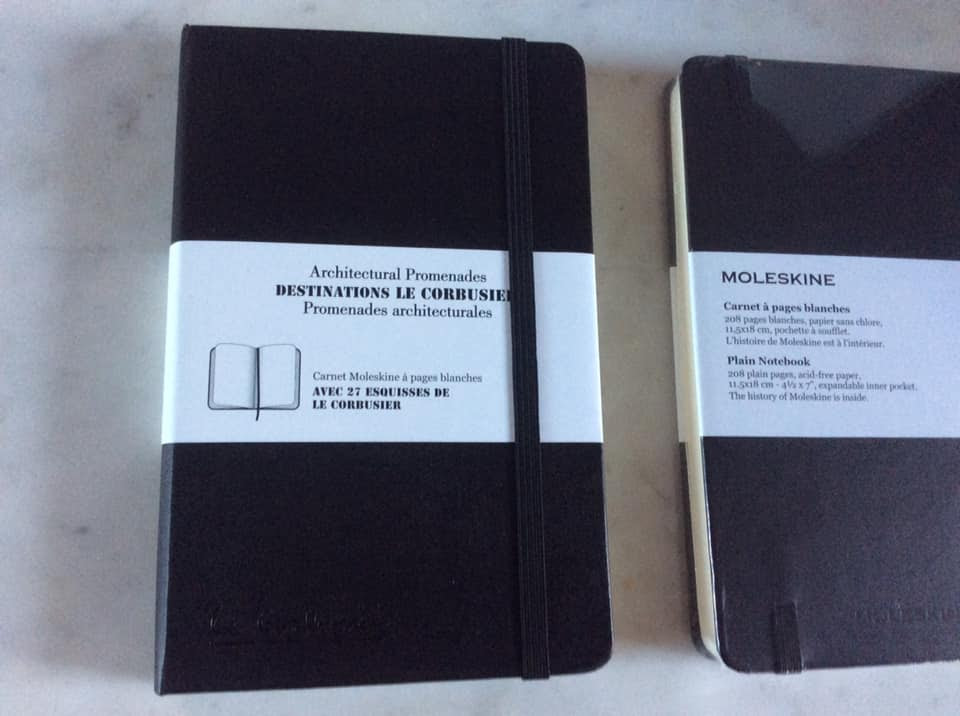 Architectural Promenades
DESTINATIONS LE CORBUSIE
Promenades architecturales
Carnet Moleskine à pages blanches
AVEC 27 ESQUISSES DE
LE CORBUSIER
Le Corbusier
MOLESKINE
Carnet à pages blanches
208 pages blanches, papier sans chlore,
11,5x18 cm, pochette à soufflet.
L'histoire de Moleskine est à l'intérieur.
Plain Notebook
208 plain pages, acid-free paper,
11.5x18 cm - 4½ x 7", expandable inner pocket.
The history of Moleskine is inside.
MOLESKIN